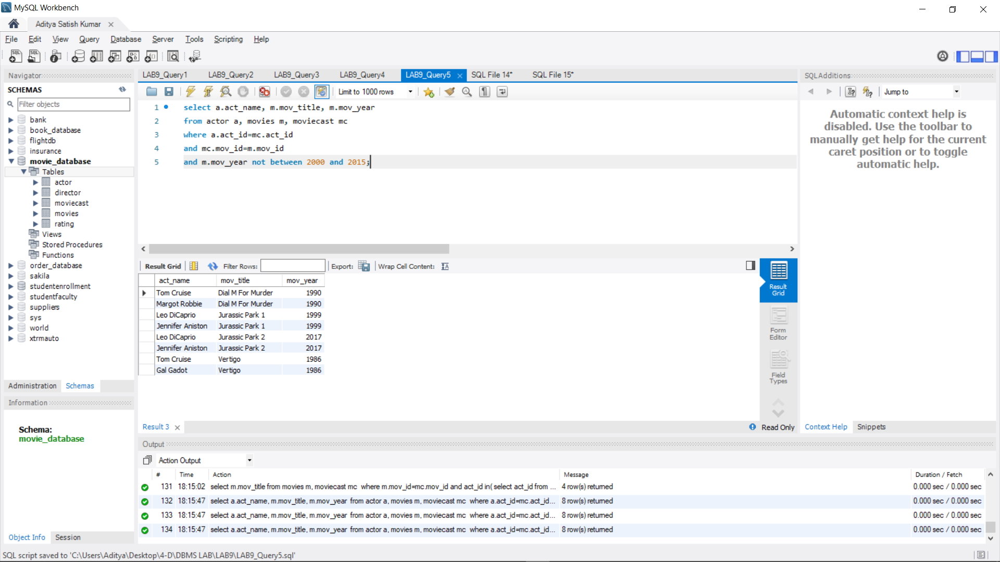 MySQL Workbench
Aditya Satish Kumar
File Edit View Query Database Server Tools Scripting Help
Navigator
SCHEMAS
Filter objects
bank
book_database
flightdb
insurance
movie_database
Tables
actor
director
moviecast
movies
rating
Views
Stored Procedures
Functions
order_database
sakila
studentenrollment
studentfaculty
suppliers
sys
world
xtrmauto
Administration Schemas
Information
Schema:
movie_database
Object Info Session
LAB9_Query1 LAB9_Query2 LAB9_Query3 LAB9_Query4 LAB9_Query5 SQL File 14* SQL File 15*
Limit to 1000 rows
1 select a.act_name, m.mov_title, m.mov_year
2 from actor a, movies m, moviecast mc
3 where a.act_id=mc.act_id
4 and mc.mov_id=m.mov_id
5 and m.mov_year not between 2000 and 2015;
Result Grid Filter Rows: Export: Wrap Cell Content:
act_name mov_title mov_year
Tom Cruise Dial M For Murder 1990
Margot Robbie Dial M For Murder 1990
Leo DiCaprio Jurassic Park 1 1999
Jennifer Aniston Jurassic Park 1 1999
Leo DiCaprio Jurassic Park 2 2017
Jennifer Aniston Jurassic Park 2 2017
Tom Cruise Vertigo 1986
Gal Gadot Vertigo 1986
Result
Grid
Form
Editor
Field
Types
Result 3 Read Only
SQLAdditions
Jump to
Automatic context help is
disabled. Use the toolbar to
manually get help for the current
caret position or to toggle
automatic help.
Context Help Snippets
Output
Action Output
# Time Action Message Duration / Fetch
131 18:15:02 select m.mov_title from movies m, moviecast mc where m.mov_id=mc.mov_id and act_id in( select act_id from ... 4 row(s) returned 0.000 sec / 0.000 sec
132 18:15:47 select a.act_name, m.mov_title, m.mov_year from actor a, movies m, moviecast mc where a.act_id=mc.act_id... 8 row(s) returned 0.000 sec / 0.000 sec
133 18:15:47 select a.act_name, m.mov_title, m.mov_year from actor a, movies m, moviecast mc where a.act_id=mc.act_id... 8 row(s) returned 0.000 sec / 0.000 sec
134 18:15:47 select a.act_name, m.mov_title, m.mov_year from actor a, movies m, moviecast mc where a.act_id=mc.act_id... 8 row(s) returned 0.000 sec / 0.000 sec
SQL script saved to 'C:\Users\Aditya\Desktop\4-D\DBMS LAB\LAB9\LAB9_Query5.sql'